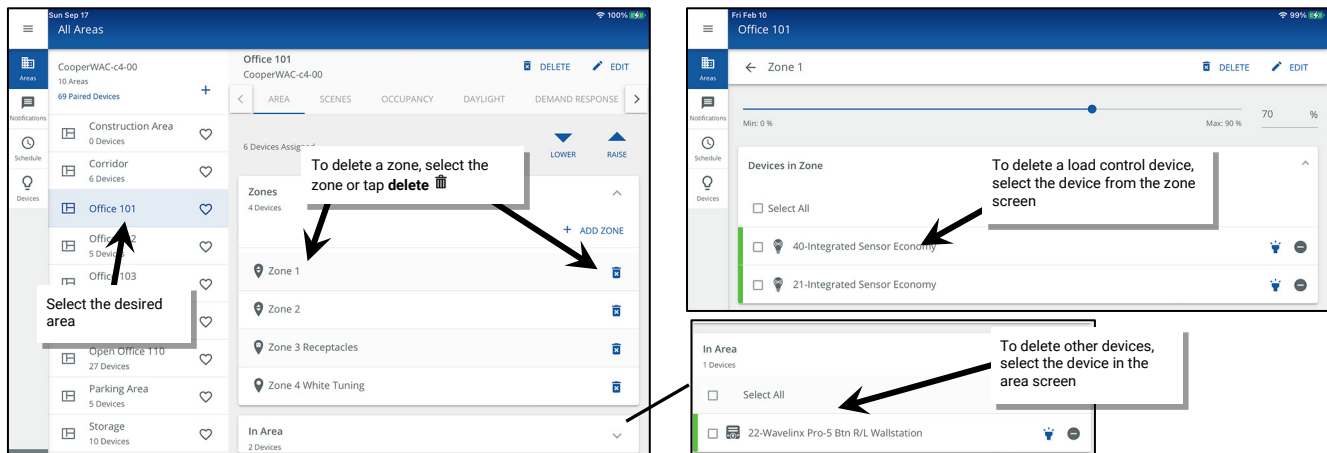 Sun Sep 17
100%
All Areas
Areas
Notifications
Schedule
Devices
CooperWAC-c4-00
10 Areas
69 Paired Devices
+
Construction Area
0 Devices
Corridor
6 Devices
Office 101
5 Devices
Select the desired
area
Open Office 110
27 Devices
Parking Area
5 Devices
Storage
10 Devices
Office 101
CooperWAC-c4-00
DELETE
EDIT
AREA SCENES OCCUPANCY DAYLIGHT DEMAND RESPONSE
6 Devices Assigned
LOWER
RAISE
To delete a zone, select the
zone or tap delete
Zones
4 Devices
+ ADD ZONE
Zone 1
Zone 2
Zone 3 Receptacles
Zone 4 White Tuning
In Area
2 Devices
Fri Feb 10
99%
Office 101
Areas
Notifications
Schedule
Devices
Zone 1
DELETE
EDIT
Min: 0 %
Max: 90 %
70 %
Devices in Zone
To delete a load control device,
select the device from the zone
screen
Select All
40-Integrated Sensor Economy
21-Integrated Sensor Economy
In Area
1 Devices
To delete other devices,
select the device in the
area screen
Select All
22-Wavelinx Pro-5 Btn R/L Wallstation